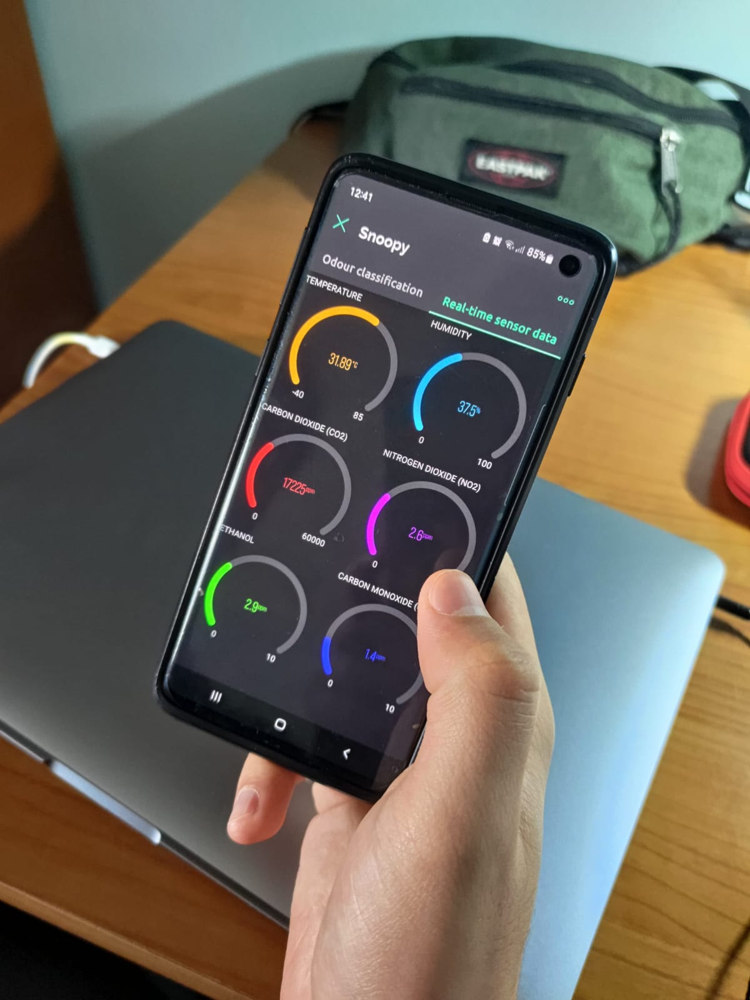 EASTPAK
12:41
85%
Snoopy
Odour classification
Real-time sensor data
TEMPERATURE
31.89°C
-40
85
HUMIDITY
37.5%
0
100
CARBON DIOXIDE (CO2)
17225ppm
0
60000
NITROGEN DIOXIDE (NO2)
2.6ppm
0
ETHANOL
2.9ppm
0
10
CARBON MONOXIDE (
1.4ppm
0
10